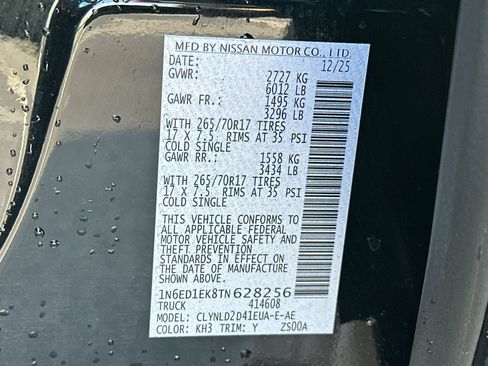 MFD BY NISSAN MOTOR CO., LTD
DATE: 12/25
GVWR: 2727 KG
6012 LB
GAWR FR: 1495 KG
3296 LB
WITH 265/70R17 TIRES
17 X 7.5 RIMS AT 35 PSI
COLD SINGLE
GAWR RR: 1558 KG
3434 LB
WITH 265/70R17 TIRES
17 X 7.5 RIMS AT 35 PSI
COLD SINGLE
THIS VEHICLE CONFORMS TO
ALL APPLICABLE FEDERAL
MOTOR VEHICLE SAFETY AND
THEFT PREVENTION
STANDARDS IN EFFECT ON
THE DATE OF MANUFACTURE
SHOWN ABOVE.
1N6ED1EK8TN628256
TRUCK 414608
MODEL: CLYNLD2D41EUA-E-AE
COLOR: KH3 TRIM: Y ZS00A